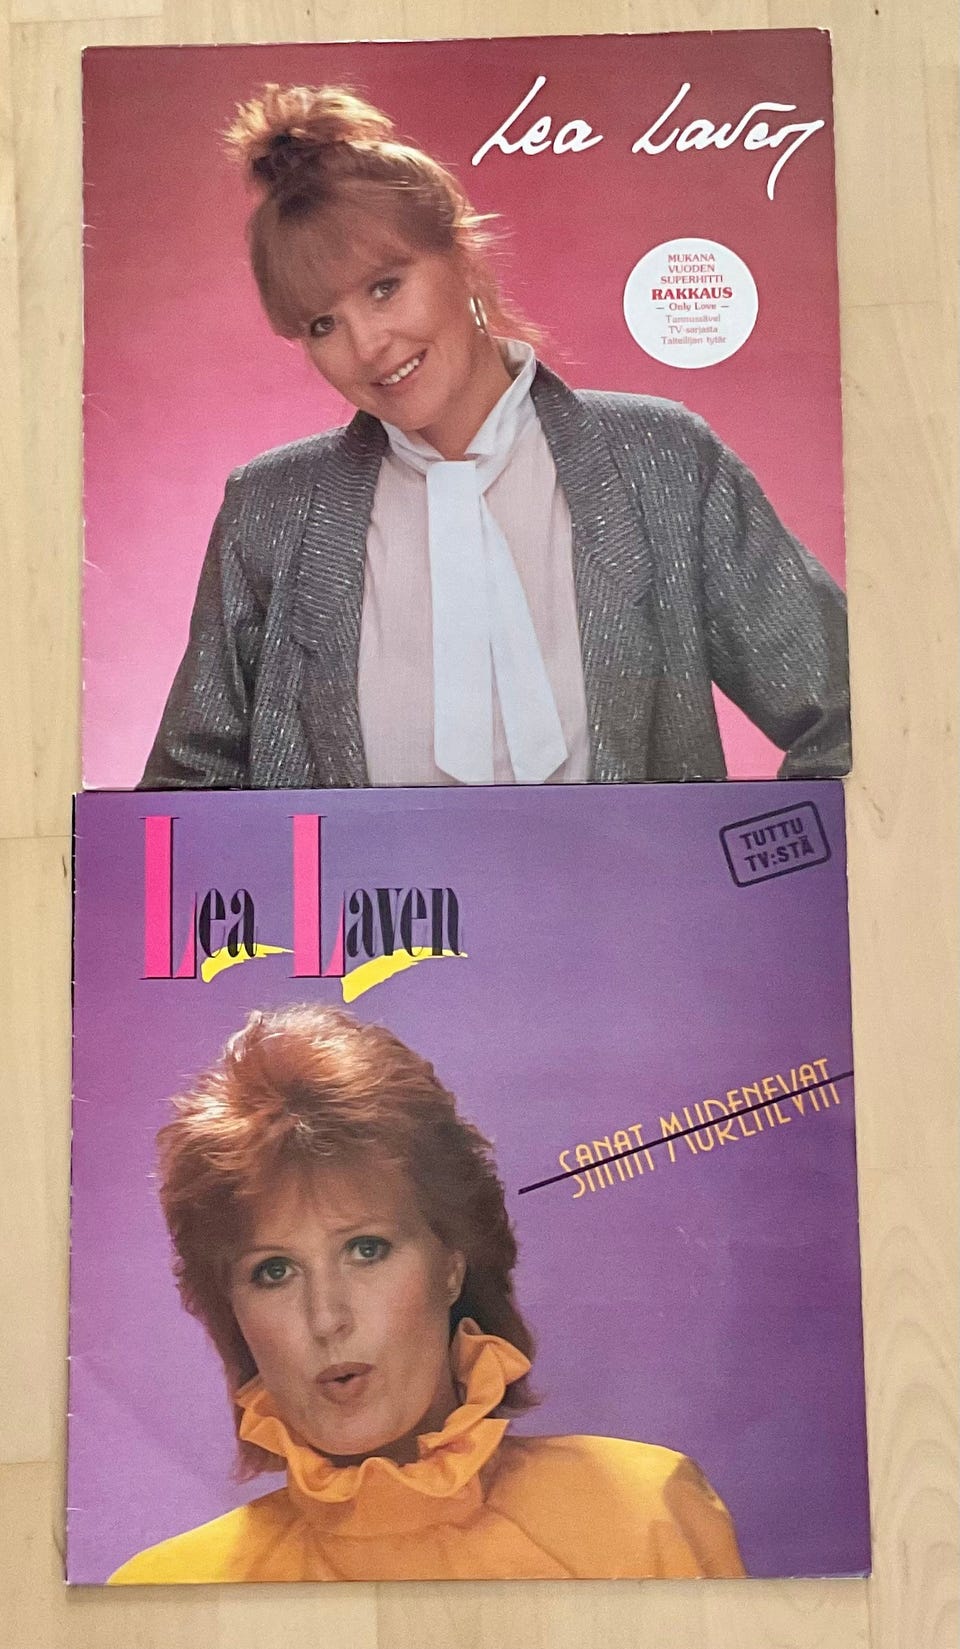 Lea Laven
MUKANA
VUODEN
SUPERHITTI
RAKKAUS
— Only Love —
Tunnussävel
TV-sarjasta
Taiteilijan tytär
Lea Laven
TUTTU
TV:STÄ
SANAT MURENEVAT